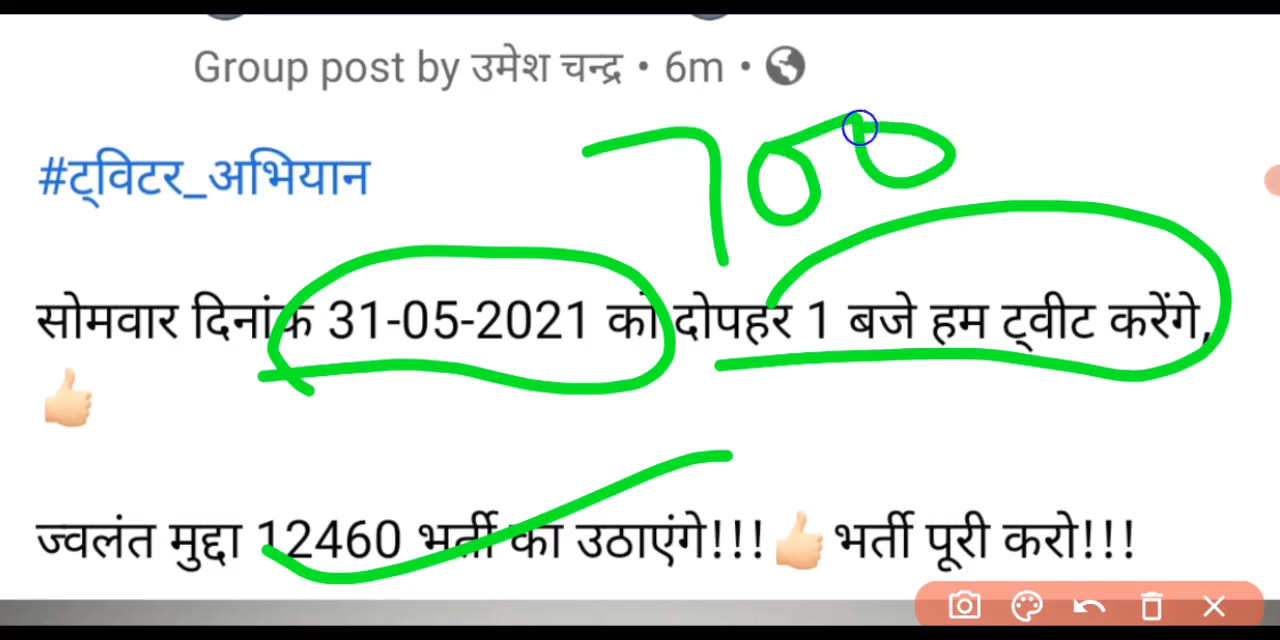 Group post by उमेश चन्द्र • 6m •
#ट्विटर_अभियान
700
सोमवार दिनांक 31-05-2021 को दोपहर 1 बजे हम ट्वीट करेंगे,
ज्वलंत मुद्दा 12460 भर्ती का उठाएंगे!!!👍🏻भर्ती पूरी करो!!!